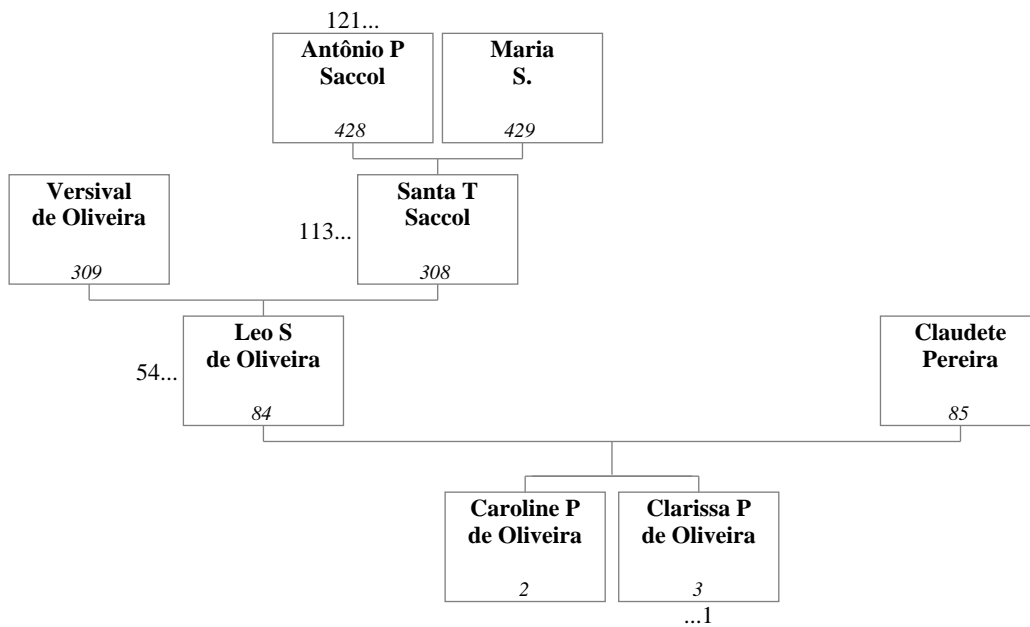 121...
Antônio P
Saccol
428
Maria
S.
429
Versival
de Oliveira
309
113...
Santa T
Saccol
308
54...
Leo S
de Oliveira
84
Claudete
Pereira
85
Caroline P
de Oliveira
2
Clarissa P
de Oliveira
3
...1